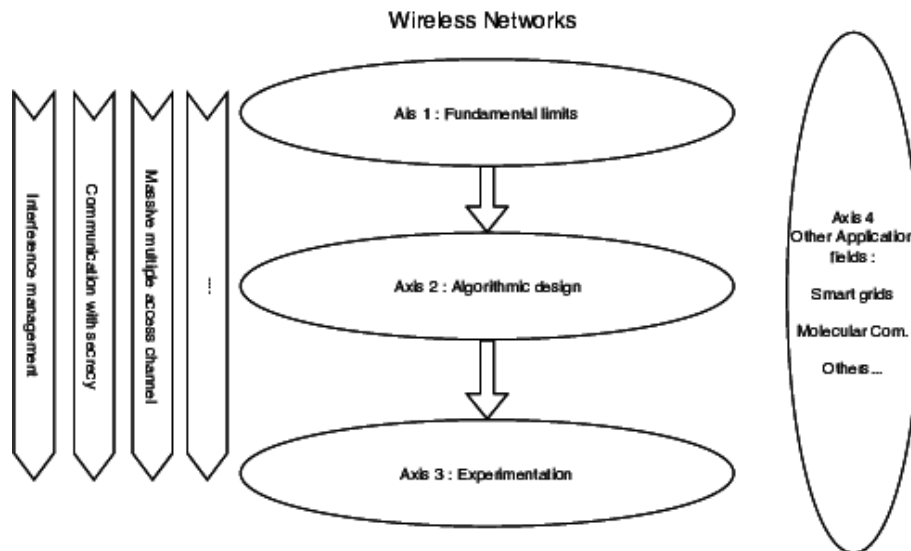 Wireless Networks
Interference management
Communication with secrecy
Massive multiple access channel
....
Ais 1 : Fundamental limits
Axis 2 : Algorithmic design
Axis 3 : Experimentation
Axis 4
Other Application
fields :
Smart grids
Molecular Com.
Others...